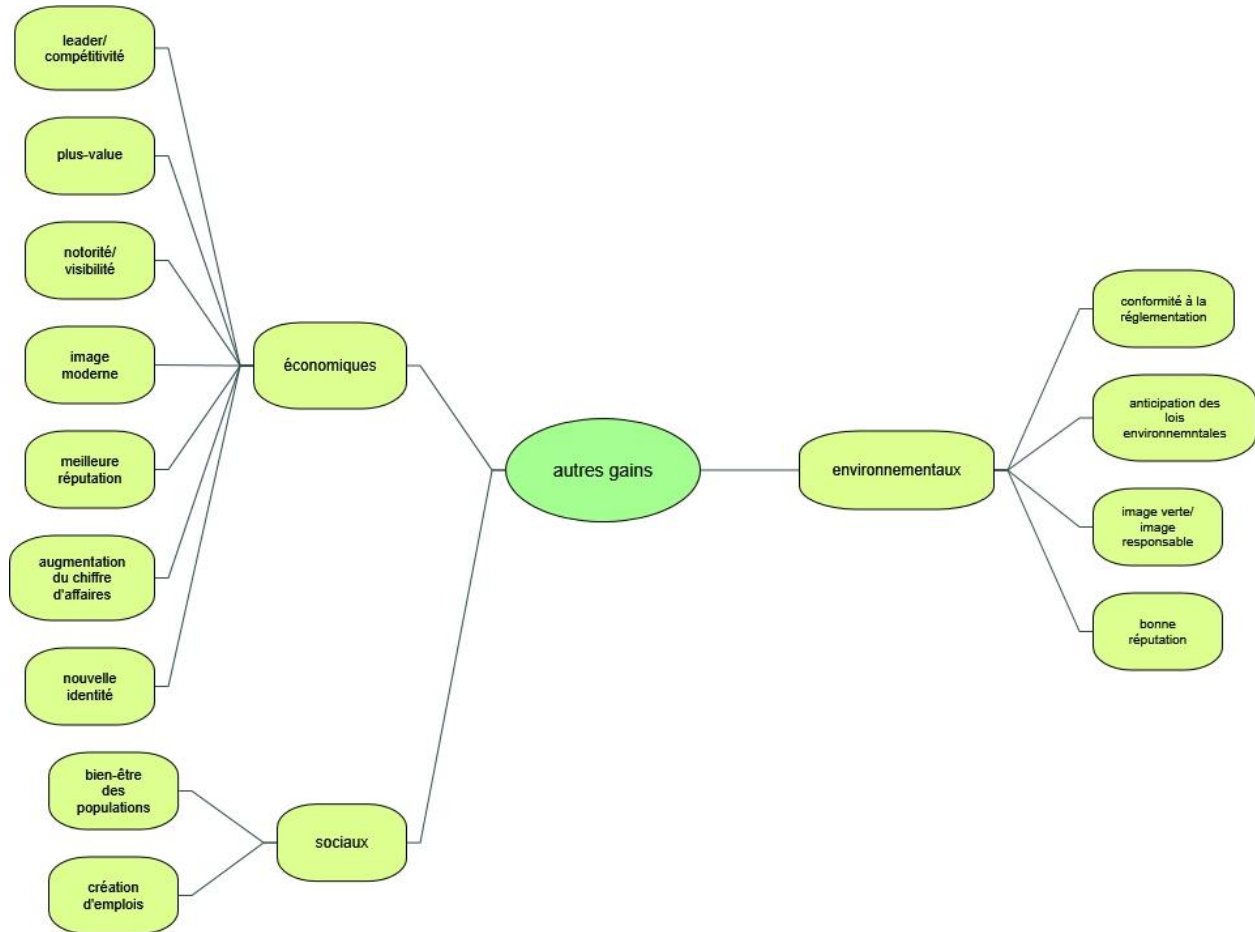 leader/
compétitivité
plus-value
notorité/
visibilité
image
moderne
meilleure
réputation
augmentation
du chiffre
d'affaires
nouvelle
identité
économiques
bien-être
des
populations
création
d'emplois
sociaux
autres gains
environnementaux
conformité à la
réglementation
anticipation des
lois
environnemntales
image verte/
image
responsable
bonne
réputation